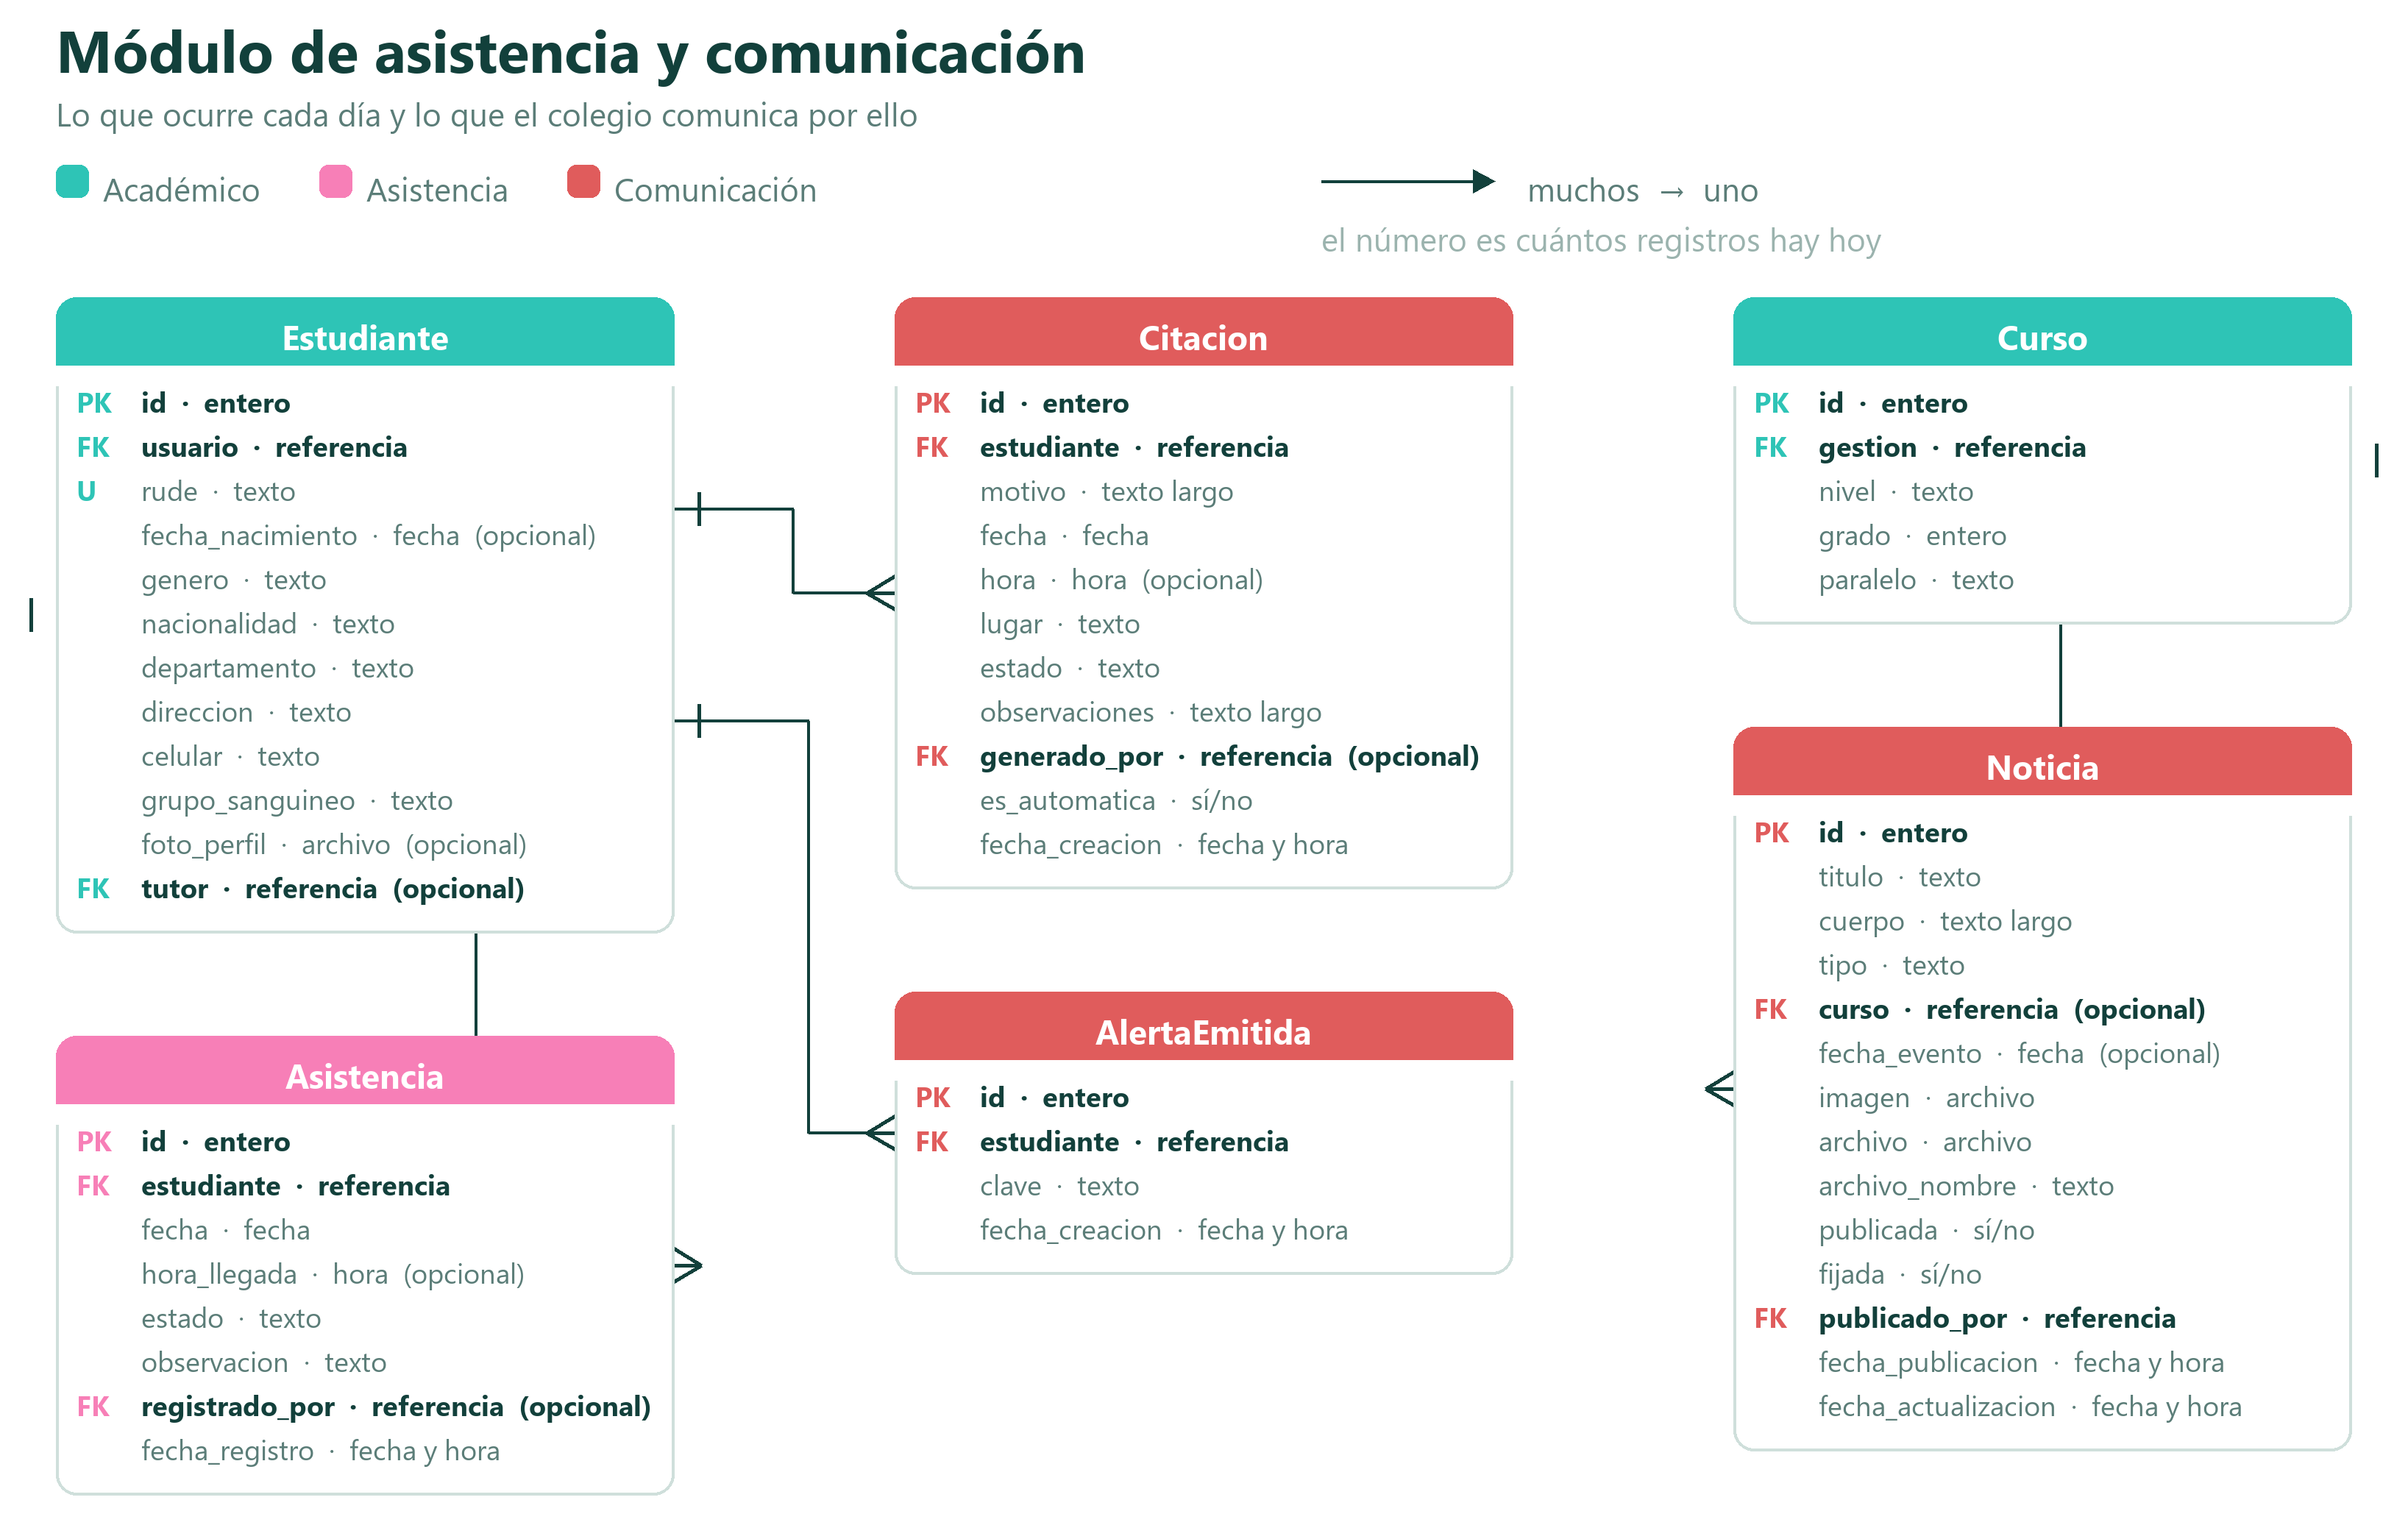 Módulo de asistencia y comunicación
Lo que ocurre cada día y lo que el colegio comunica por ello
Académico
Asistencia
Comunicación
muchos → uno
el número es cuántos registros hay hoy
Estudiante
PK id · entero
FK usuario · referencia
U rude · texto
fecha_nacimiento · fecha (opcional)
genero · texto
nacionalidad · texto
departamento · texto
direccion · texto
celular · texto
grupo_sanguineo · texto
foto_perfil · archivo (opcional)
FK tutor · referencia (opcional)
Asistencia
PK id · entero
FK estudiante · referencia
fecha · fecha
hora_llegada · hora (opcional)
estado · texto
observacion · texto
FK registrado_por · referencia (opcional)
fecha_registro · fecha y hora
Citacion
PK id · entero
FK estudiante · referencia
motivo · texto largo
fecha · fecha
hora · hora (opcional)
lugar · texto
estado · texto
observaciones · texto largo
FK generado_por · referencia (opcional)
es_automatica · sí/no
fecha_creacion · fecha y hora
AlertaEmitida
PK id · entero
FK estudiante · referencia
clave · texto
fecha_creacion · fecha y hora
Curso
PK id · entero
FK gestion · referencia
nivel · texto
grado · entero
paralelo · texto
Noticia
PK id · entero
titulo · texto
cuerpo · texto largo
tipo · texto
FK curso · referencia (opcional)
fecha_evento · fecha (opcional)
imagen · archivo
archivo · archivo
archivo_nombre · texto
publicada · sí/no
fijada · sí/no
FK publicado_por · referencia
fecha_publicacion · fecha y hora
fecha_actualizacion · fecha y hora